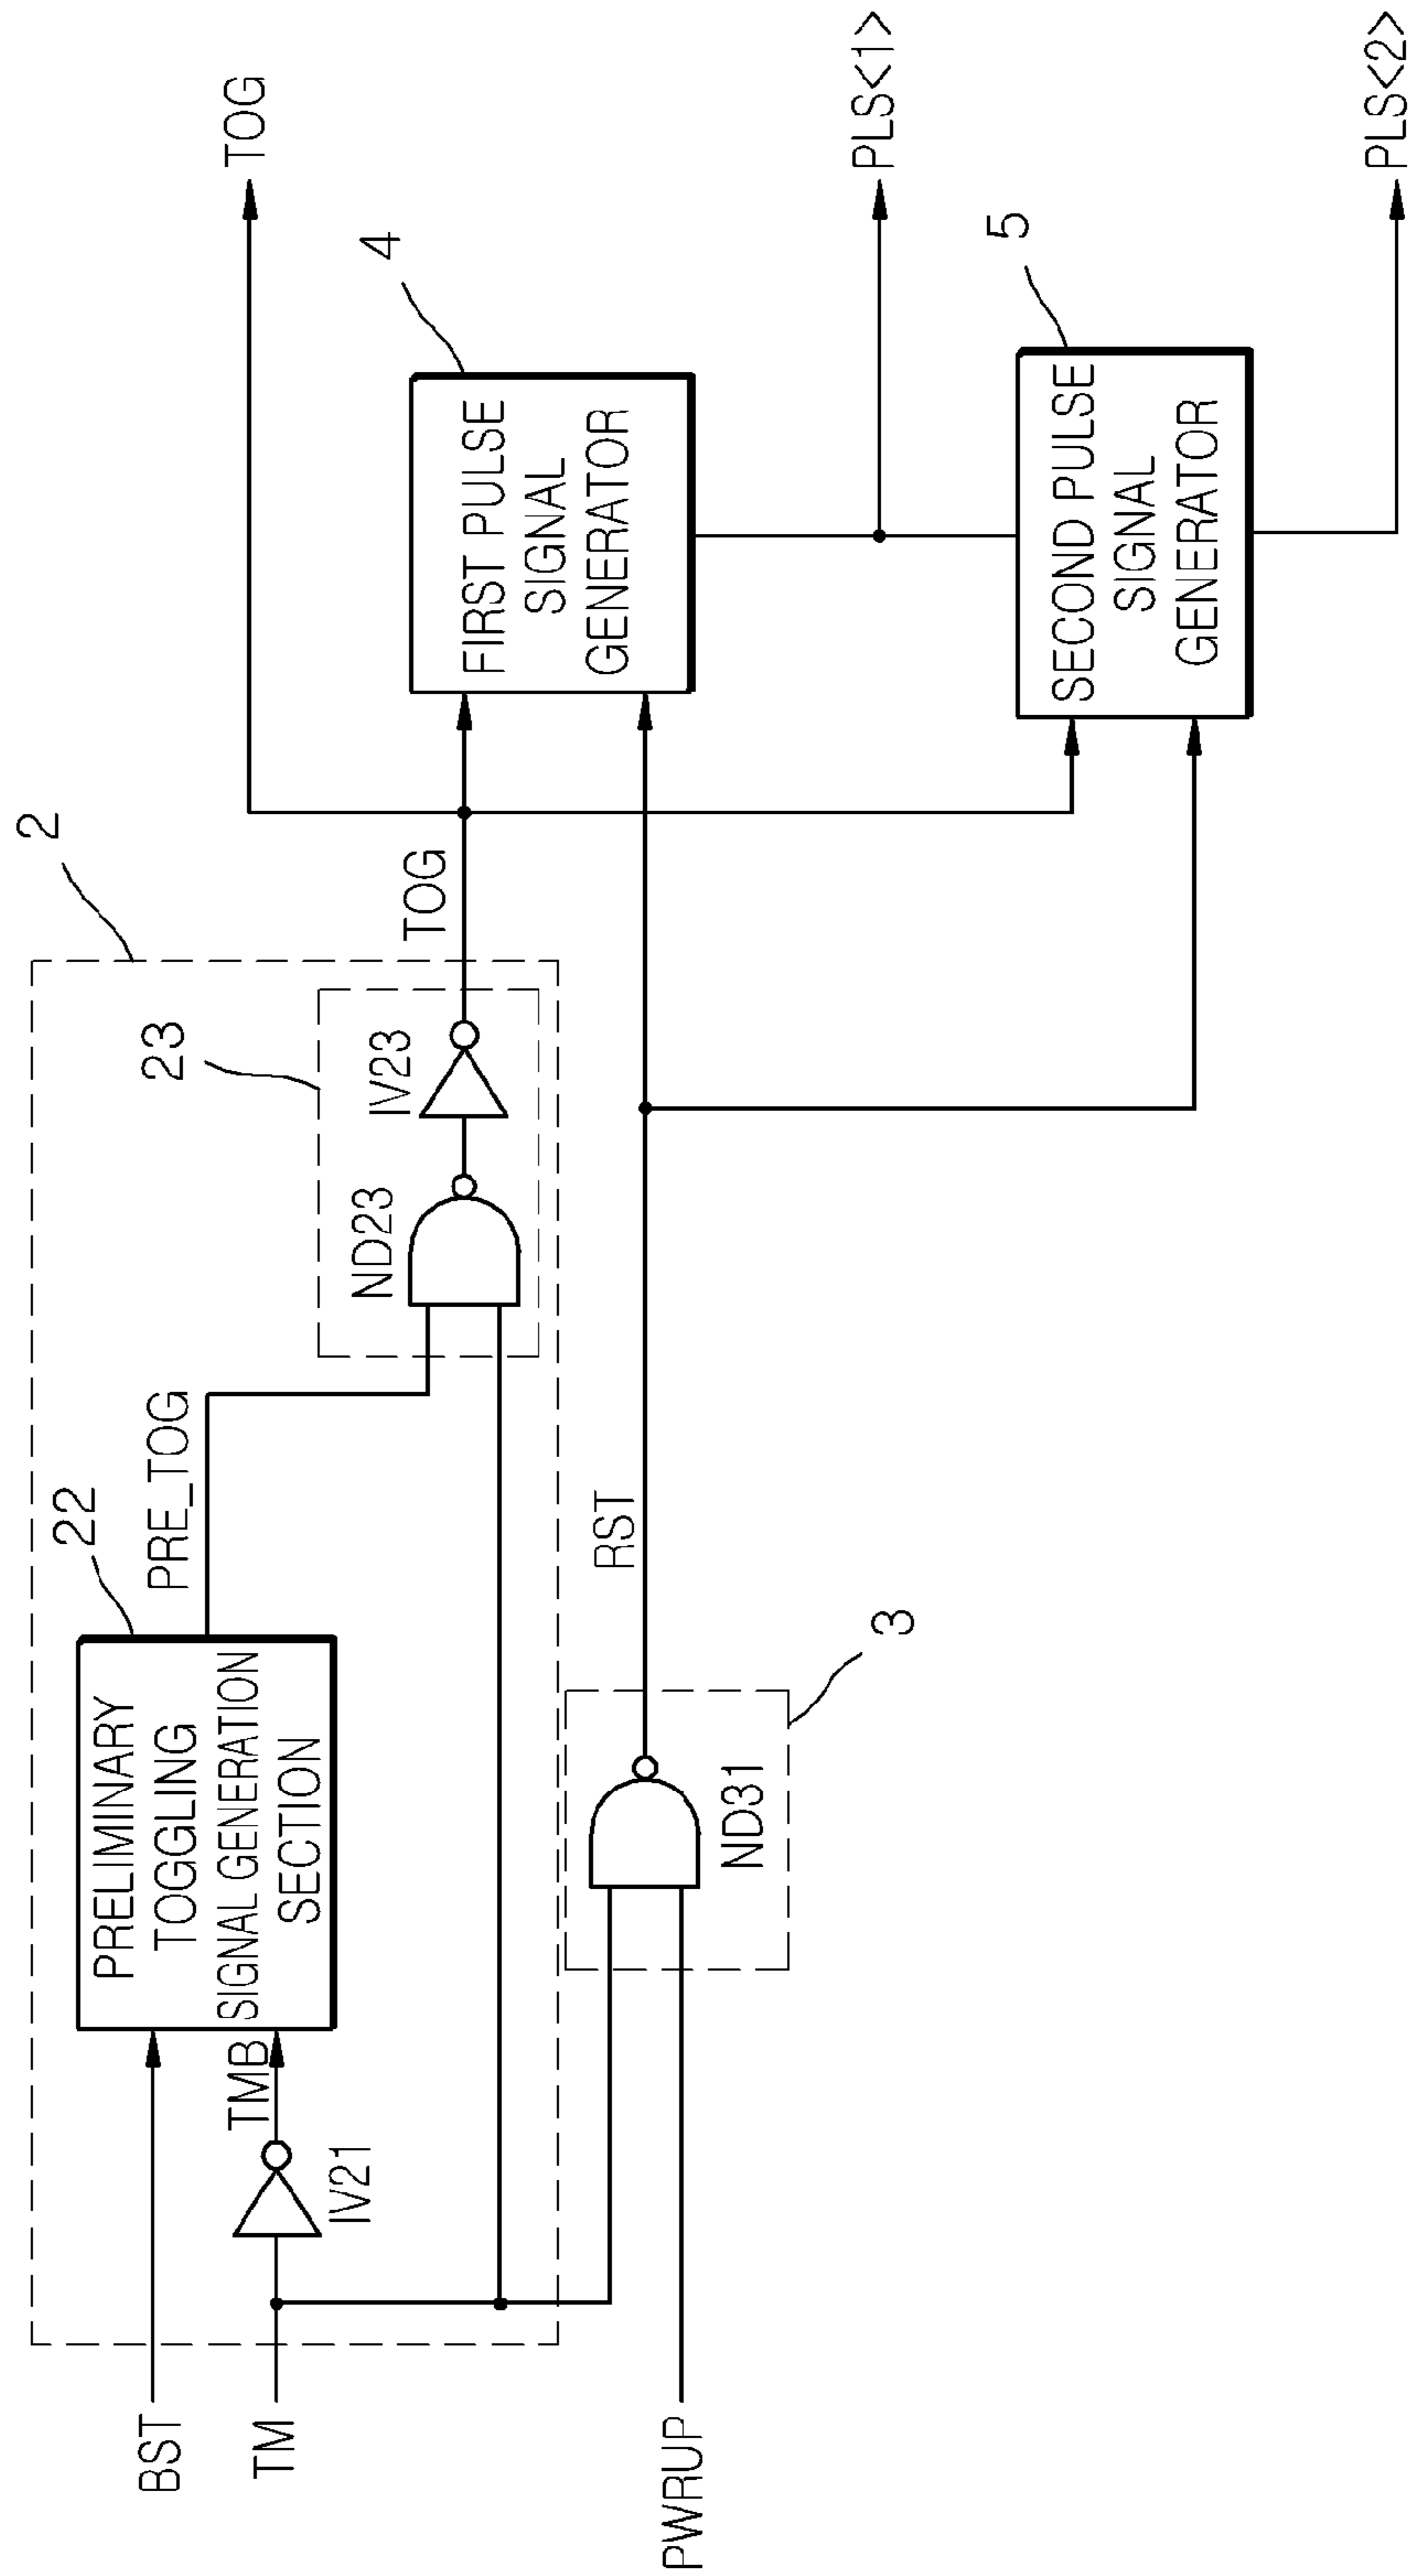 BST
TM
PWRUP
IV21
TMB
PRELIMINARY
TOGGLING
SIGNAL GENERATION
SECTION
22
PRE_TOG
ND31
3
RST
ND23
IV23
23
2
TOG
TOG
FIRST PULSE
SIGNAL
GENERATOR
4
SECOND PULSE
SIGNAL
GENERATOR
5
PLS<1>
PLS<2>